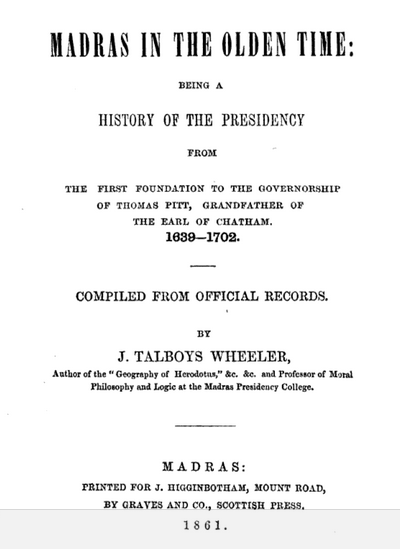 MADRAS IN THE OLDEN TIME:
BEING A
HISTORY OF THE PRESIDENCY
FROM
THE FIRST FOUNDATION TO THE GOVERNORSHIP
OF THOMAS PITT, GRANDFATHER OF
THE EARL OF CHATHAM.
1639—1702.
COMPILED FROM OFFICIAL RECORDS.
BY
J. TALBOYS WHEELER,
Author of the "Geography of Herodotus," &c. &c. and Professor of Moral
Philosophy and Logic at the Madras Presidency College.
MADRAS:
PRINTED FOR J. HIGGINBOTHAM, MOUNT ROAD,
BY GRAVES AND CO., SCOTTISH PRESS.
1861.